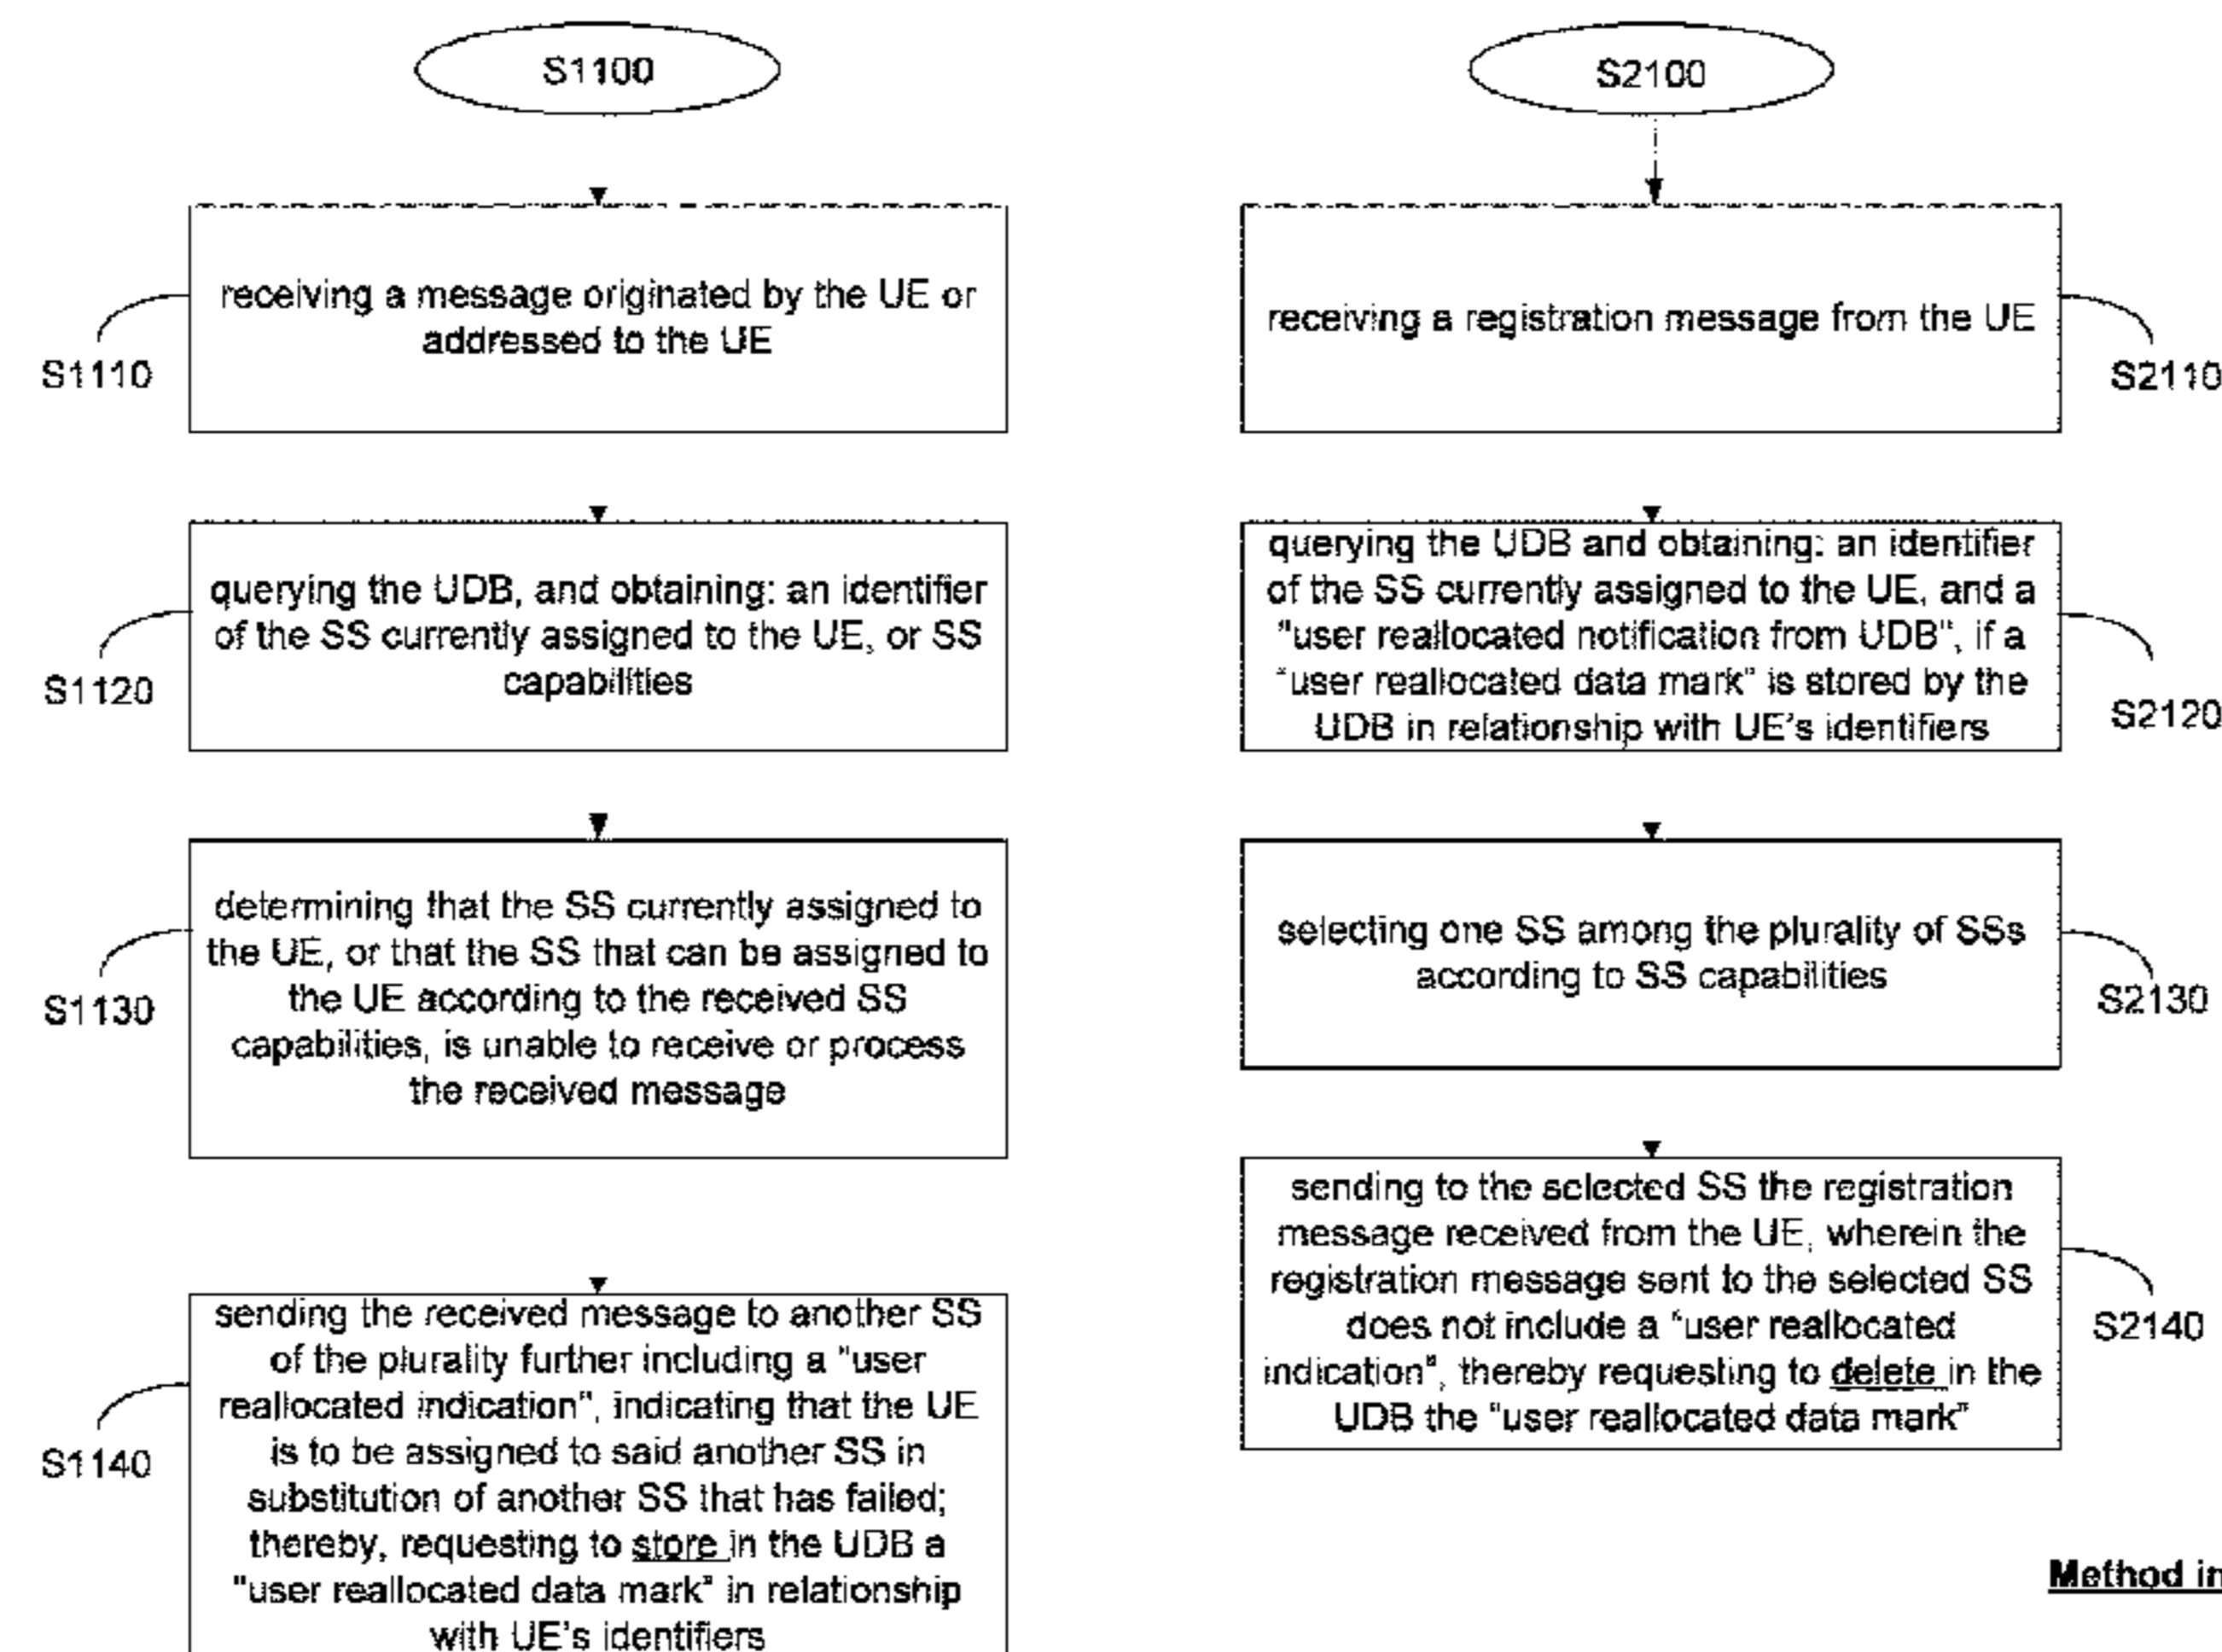 S1100
receiving a message originated by the UE or
addressed to the UE
S1110
querying the UDB, and obtaining: an identifier
of the SS currently assigned to the UE, or SS
capabilities
S1120
determining that the SS currently assigned to
the UE, or that the SS that can be assigned to
the UE according to the received SS
capabilities, is unable to receive or process
the received message
S1130
sending the received message to another SS
of the plurality further including a "user
reallocated indication", indicating that the UE
is to be assigned to said another SS in
substitution of another SS that has failed;
thereby, requesting to store in the UDB a
"user reallocated data mark" in relationship
with UE's identifiers
S1140
S2100
receiving a registration message from the UE
S2110
querying the UDB and obtaining: an identifier
of the SS currently assigned to the UE, and a
"user reallocated notification from UDB", if a
"user reallocated data mark" is stored by the
UDB in relationship with UE's identifiers
S2120
selecting one SS among the plurality of SSs
according to SS capabilities
S2130
sending to the selected SS the registration
message received from the UE, wherein the
registration message sent to the selected SS
does not include a "user reallocated
indication", thereby requesting to delete in the
UDB the "user reallocated data mark"
S2140
Method in